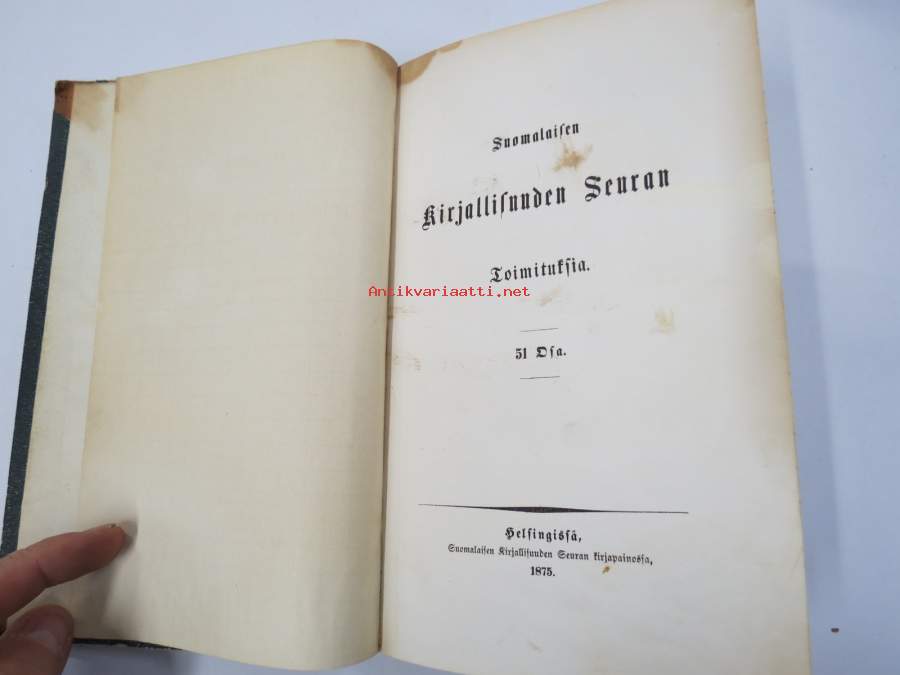 Suomalaisen
Kirjallisuuden Seuran
Toimituksia.
Antikvariaatti.net
51 Osa.
Helsingissä,
Suomalaisen Kirjallisuuden Seuran kirjapainossa,
1875.